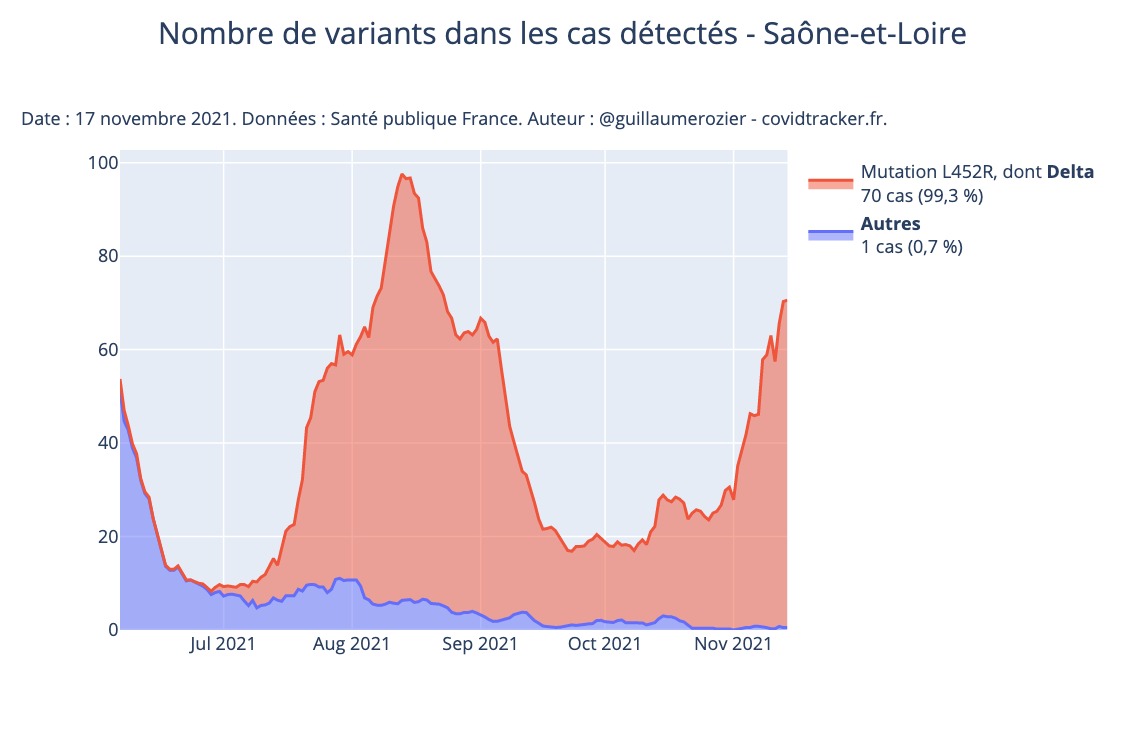 Nombre de variants dans les cas détectés - Saône-et-Loire
Date : 17 novembre 2021. Données : Santé publique France. Auteur : @guillaumerozier - covidtracker.fr.
100
80
60
40
20
0
Jul 2021
Aug 2021
Sep 2021
Oct 2021
Nov 2021
Mutation L452R, dont Delta
70 cas (99,3 %)
Autres
1 cas (0,7 %)